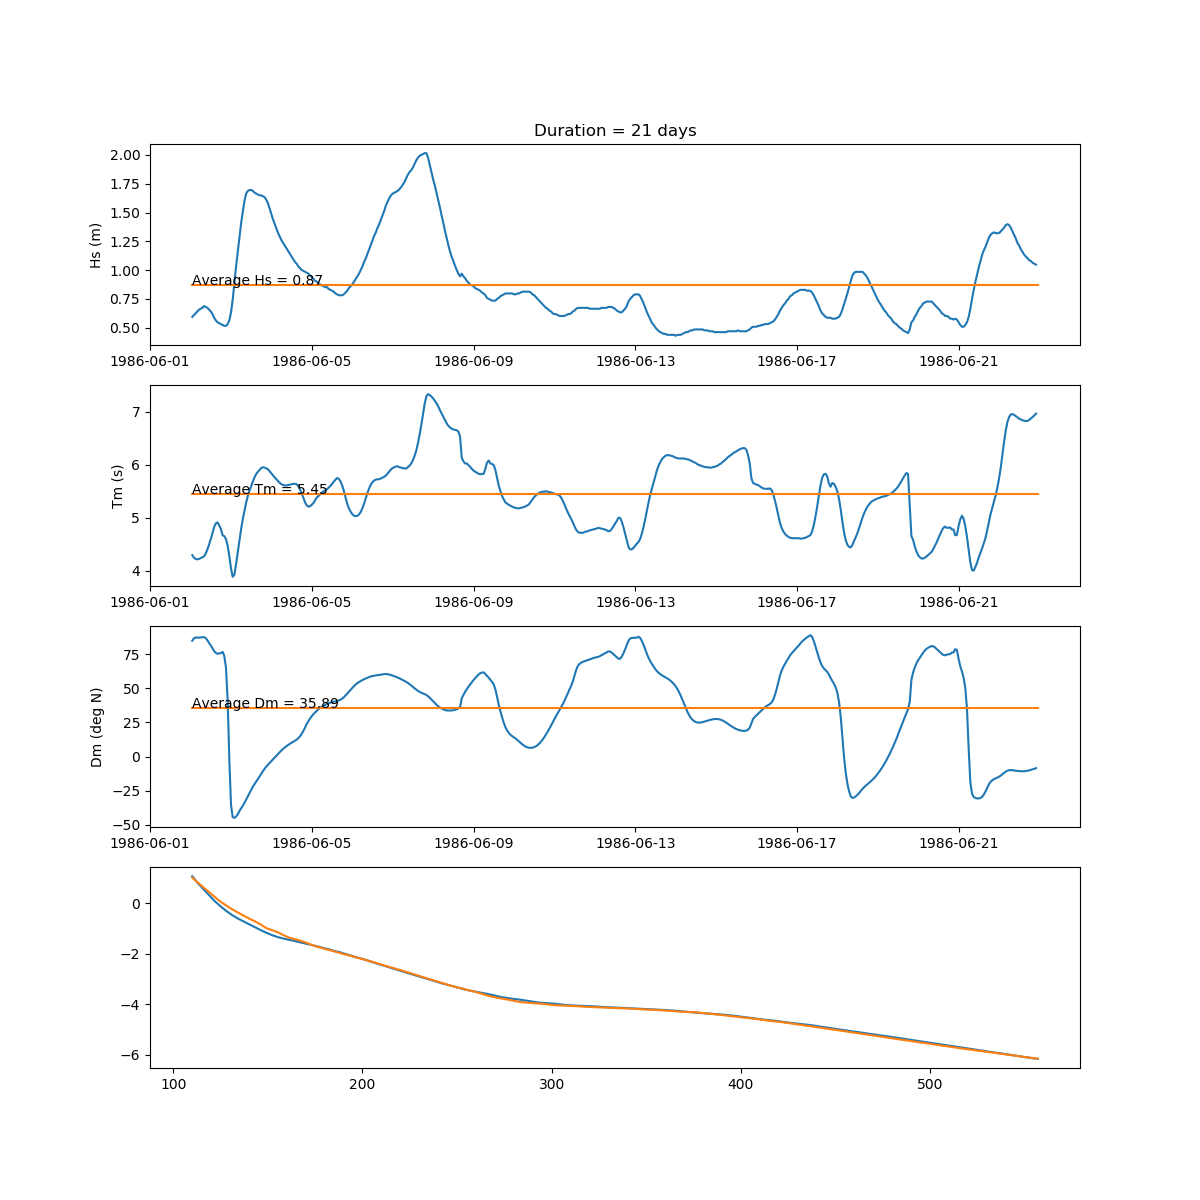 Duration = 21 days
2.00
1.75
1.50
1.25
1.00
0.75
0.50
Hs (m)
Average Hs = 0.87
1986-06-01 1986-06-05 1986-06-09 1986-06-13 1986-06-17 1986-06-21
7
6
5
4
Tm (s)
Average Tm = 5.45
1986-06-01 1986-06-05 1986-06-09 1986-06-13 1986-06-17 1986-06-21
75
50
25
0
−25
−50
Dm (deg N)
Average Dm = 35.89
1986-06-01 1986-06-05 1986-06-09 1986-06-13 1986-06-17 1986-06-21
0
−2
−4
−6
100 200 300 400 500